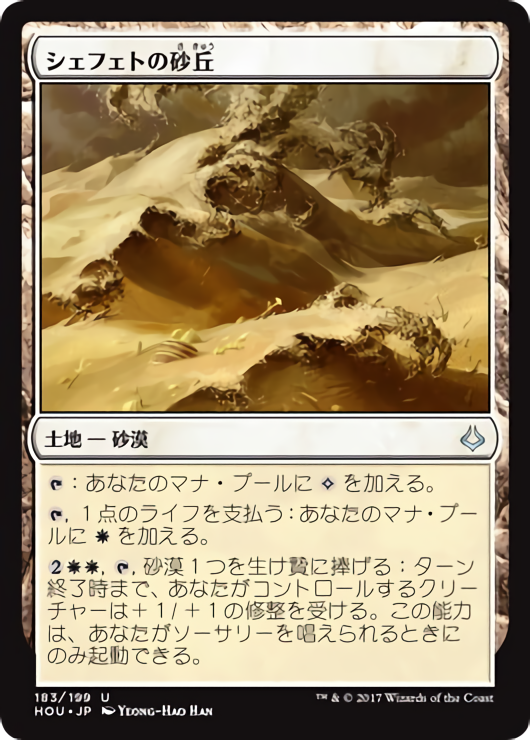 シェフェトの砂丘
土地 — 砂漠
：あなたのマナ・プールに を加える。
, 1点のライフを支払う：あなたのマナ・プー
ルに を加える。
2 , , 砂漠1つを生け贄に捧げる：ターン
終了時まで、あなたがコントロールするクリー
チャーは＋1/＋1の修整を受ける。この能力
は、あなたがソーサリーを唱えられるときに
のみ起動できる。
183/199 U
HOU・JP Yeong-Hao Han
™ & © 2017 Wizards of the Coast